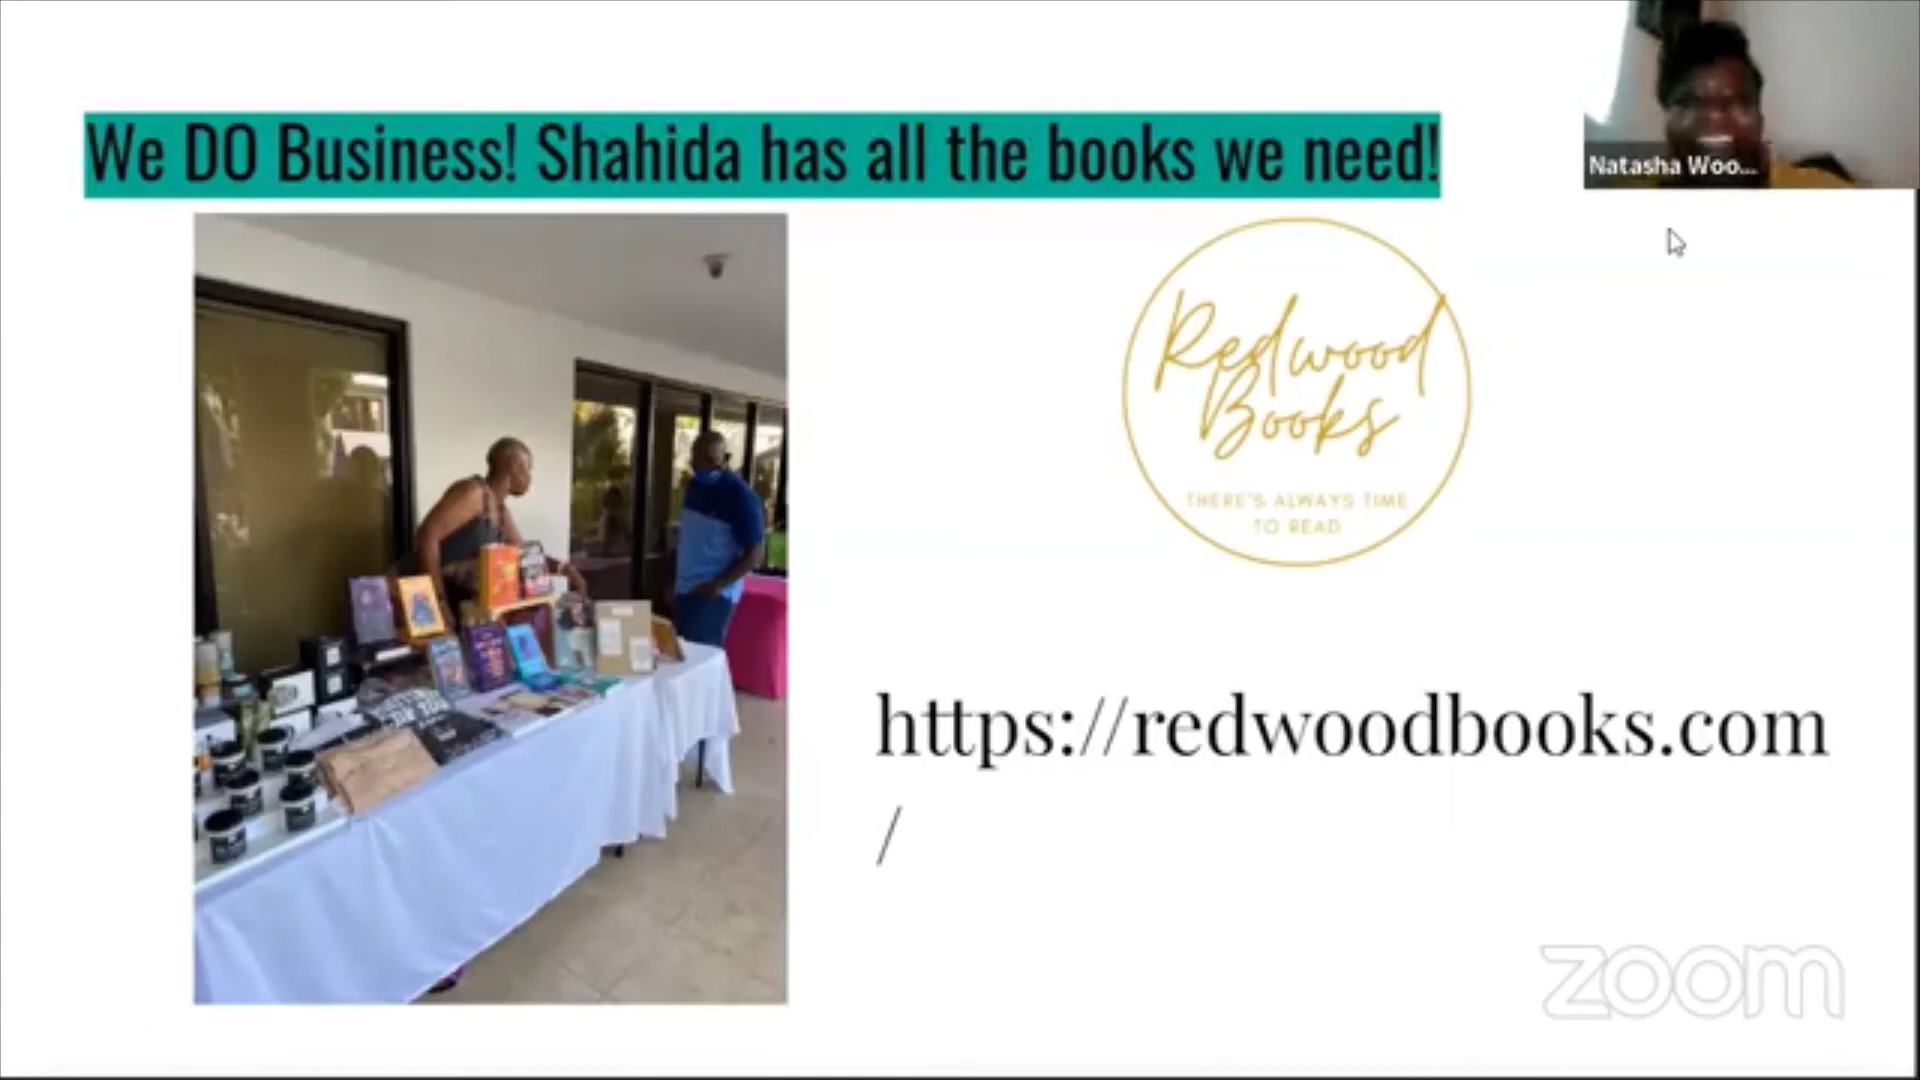 We DO Business! Shahida has all the books we need!
Natasha Woo...
Redwood
Books
THERE'S ALWAYS TIME
TO READ
https://redwoodbooks.com
/
zoom